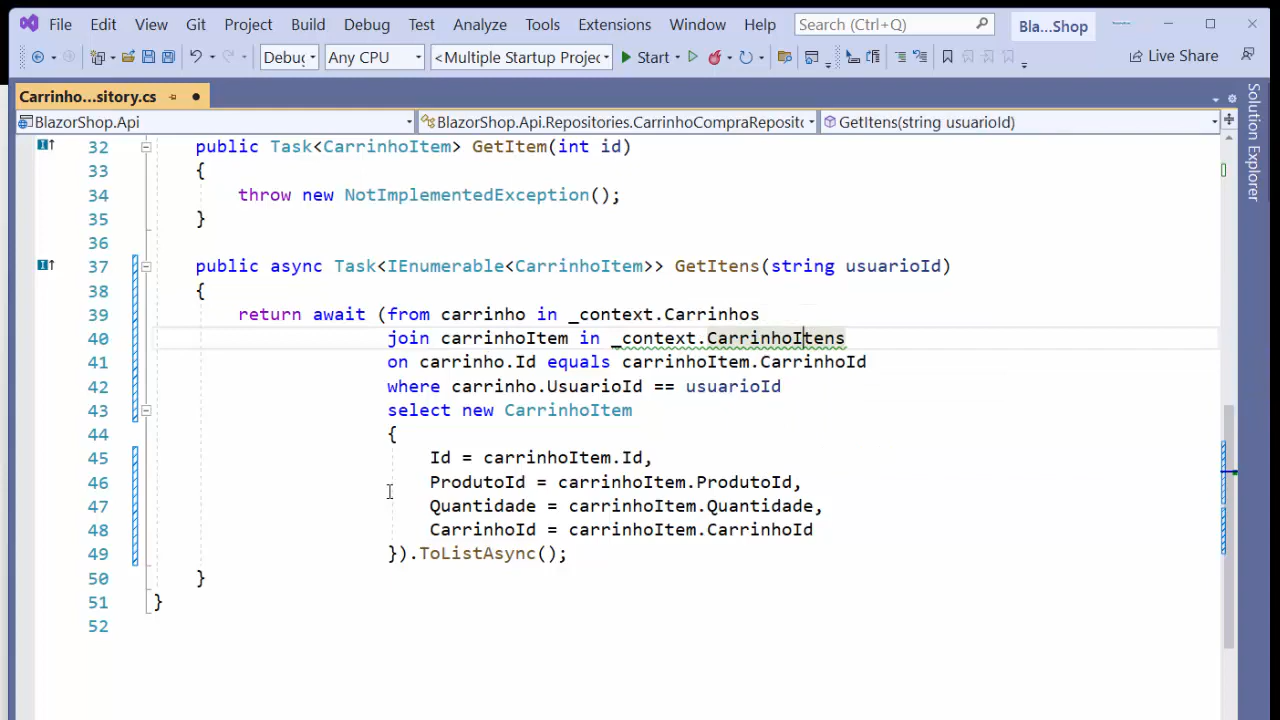 File Edit View Git Project Build Debug Test Analyze Tools Extensions Window Help Search (Ctrl+Q) Bla...Shop
Debug Any CPU <Multiple Startup Projec Start Live Share
Carrinho...sitory.cs
BlazorShop.Api BlazorShop.Api.Repositories.CarrinhoCompraReposito GetItens(string usuarioId)
Solution Explorer
32 public Task<CarrinhoItem> GetItem(int id)
33 {
34 throw new NotImplementedException();
35 }
36
37 public async Task<IEnumerable<CarrinhoItem>> GetItens(string usuarioId)
38 {
39 return await (from carrinho in _context.Carrinhos
40 join carrinhoItem in _context.CarrinhoItens
41 on carrinho.Id equals carrinhoItem.CarrinhoId
42 where carrinho.UsuarioId == usuarioId
43 select new CarrinhoItem
44 {
45 Id = carrinhoItem.Id,
46 ProdutoId = carrinhoItem.ProdutoId,
47 Quantidade = carrinhoItem.Quantidade,
48 CarrinhoId = carrinhoItem.CarrinhoId
49 }).ToListAsync();
50 }
51 }
52